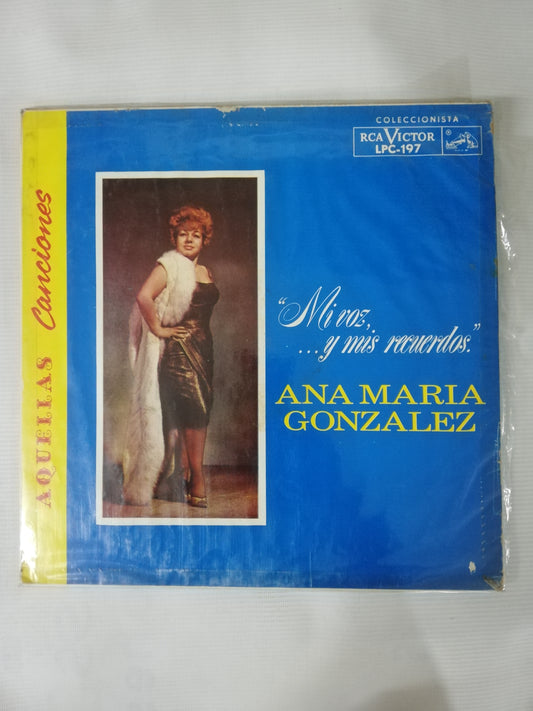 COLECCIONISTA
RCA VICTOR
LPC-197
AQUELLAS Canciones
"Mi voz,
...y mis recuerdos."
ANA MARIA
GONZALEZ